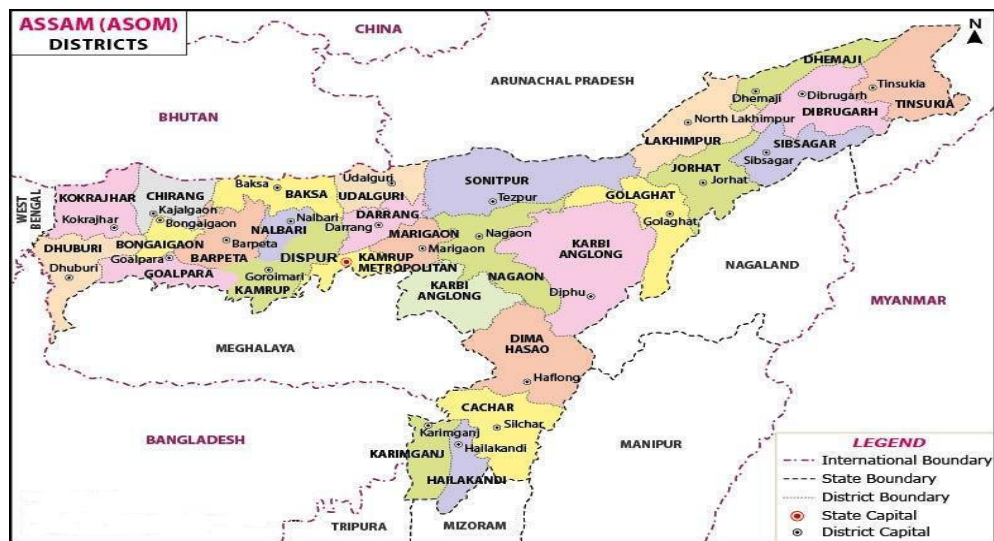 ASSAM (ASOM)
DISTRICTS
CHINA
N
ARUNACHAL PRADESH
BHUTAN
DHEMAJI
Dhemaji
Dibrugarh
DIBRUGARH
Tinsukia
TINSUKIA
North Lakhimpur
LAKHIMPUR
SIBSAGAR
Sibsagar
JORHAT
Jorhat
WEST
BENGAL
KOKRAJHAR
Kokrajhar
CHIRANG
Kajalgaon
Bongaigaon
BONGAIGAON
Baksa
BAKSA
Udalguri
UDALGURI
SONITPUR
Tezpur
GOLAGHAT
Golaghat
DHUBURI
Dhuburi
Goalpara
GOALPARA
Barpeta
BARPETA
Nalbari
NALBARI
DARRANG
Darrang
MARIGAON
Marigaon
Nagaon
NAGAON
KARBI
ANGLONG
Diphu
DISPUR
KAMRUP
METROPOLITAN
Goroimari
KAMRUP
KARBI
ANGLONG
NAGALAND
MYANMAR
MEGHALAYA
DIMA
HASAO
Haflong
CACHAR
Silchar
Karimganj
KARIMGANJ
Hailakandi
HAILAKANDI
BANGLADESH
MANIPUR
TRIPURA
MIZORAM
LEGEND
International Boundary
State Boundary
District Boundary
State Capital
District Capital